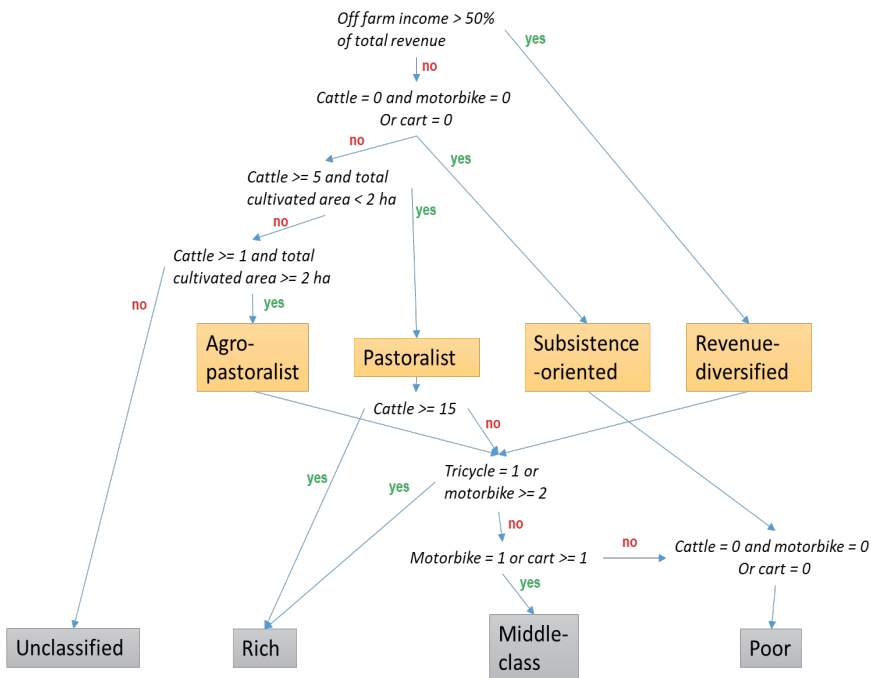 Off farm income > 50%
of total revenue
yes
no
Cattle = 0 and motorbike = 0
Or cart = 0
no
yes
Cattle >= 5 and total
cultivated area < 2 ha
yes
no
Cattle >= 1 and total
cultivated area >= 2 ha
no
yes
Agro-
pastoralist
Pastoralist
Subsistence
-oriented
Revenue-
diversified
Cattle >= 15
no
yes
Tricycle = 1 or
motorbike >= 2
yes
no
Motorbike = 1 or cart >= 1
no
Cattle = 0 and motorbike = 0
Or cart = 0
yes
Unclassified
Rich
Middle-
class
Poor